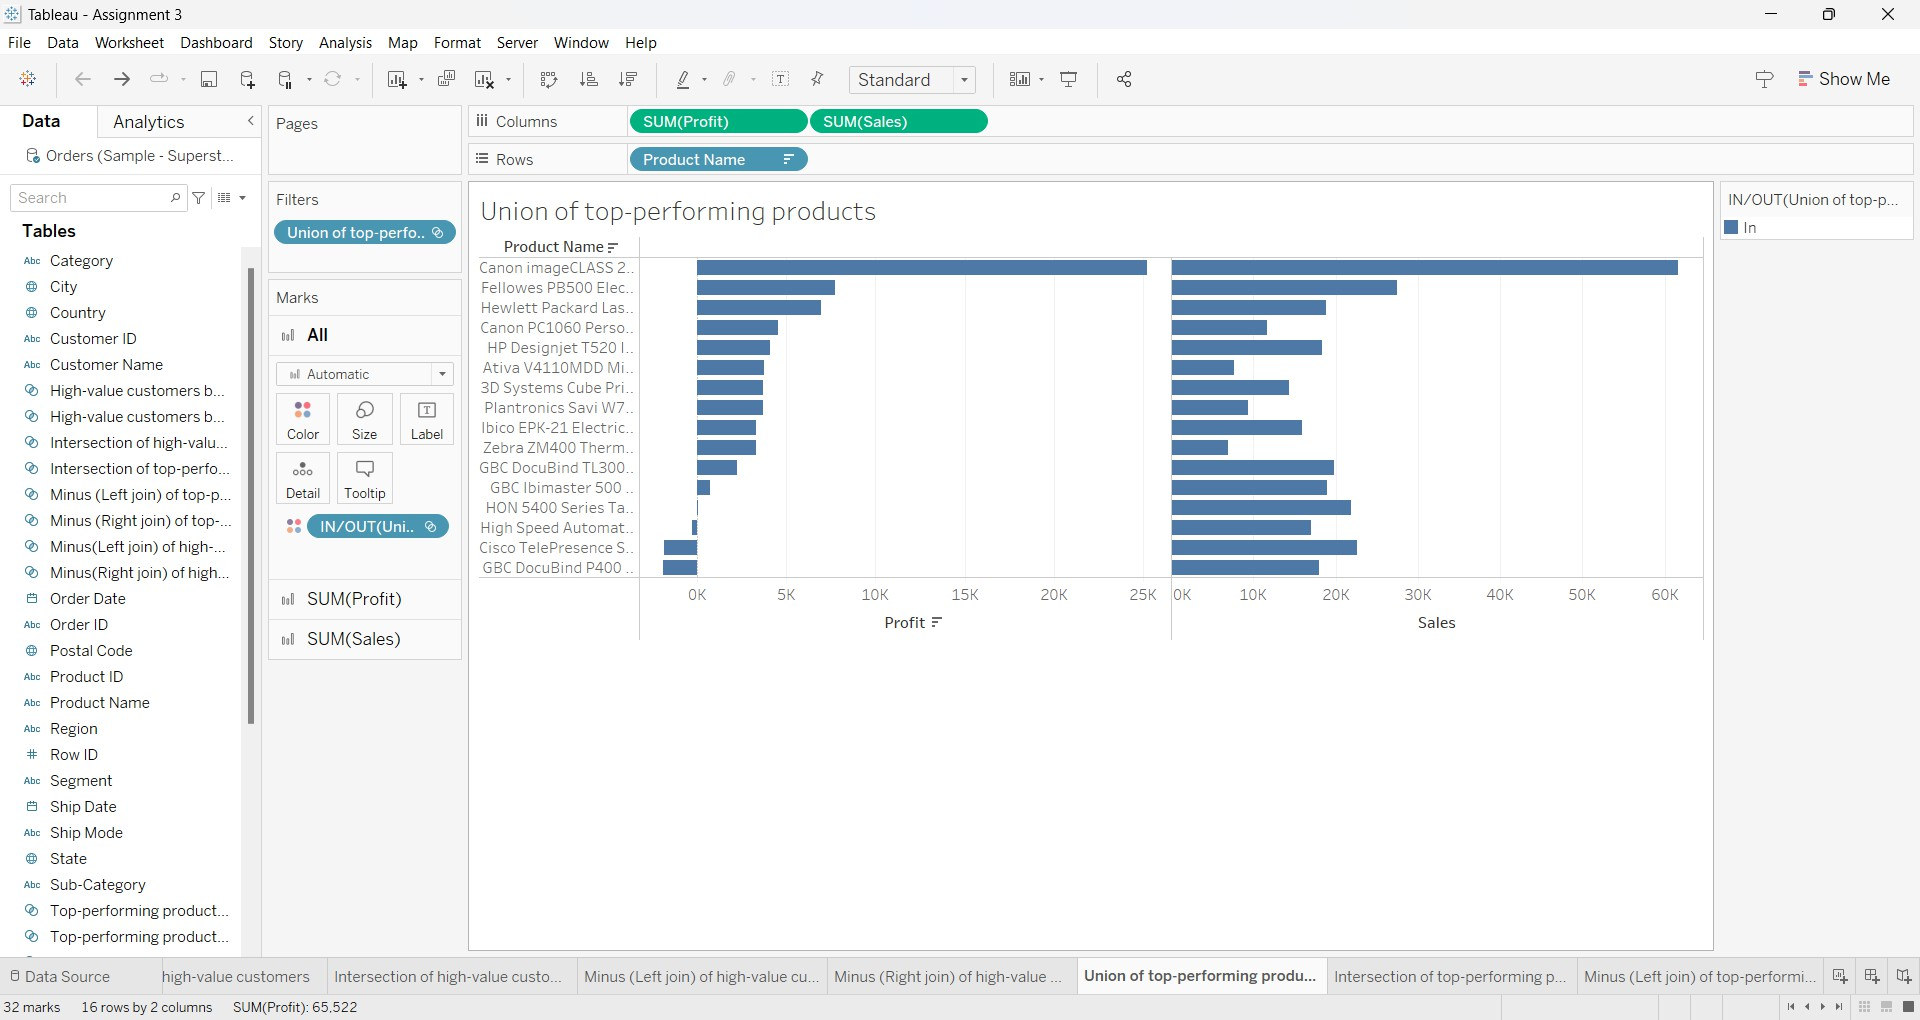 Tableau - Assignment 3
File Data Worksheet Dashboard Story Analysis Map Format Server Window Help
Standard
Show Me
Data Analytics
Orders (Sample - Superst...
Search
Tables
Abc Category
City
Country
Abc Customer ID
Abc Customer Name
High-value customers b...
High-value customers b...
Intersection of high-valu...
Intersection of top-perfo...
Minus (Left join) of top-p...
Minus (Right join) of top-...
Minus(Left join) of high-...
Minus(Right join) of high...
Order Date
Abc Order ID
Postal Code
Abc Product ID
Abc Product Name
Abc Region
# Row ID
Abc Segment
Ship Date
Abc Ship Mode
State
Abc Sub-Category
Top-performing product...
Top-performing product...
Pages
Filters
Union of top-perfo..
Marks
All
Automatic
Color Size Label
Detail Tooltip
IN/OUT(Uni..
SUM(Profit)
SUM(Sales)
Columns SUM(Profit) SUM(Sales)
Rows Product Name
Union of top-performing products
Product Name
Canon imageCLASS 2..
Fellowes PB500 Elec..
Hewlett Packard Las..
Canon PC1060 Perso..
HP Designjet T520 I..
Ativa V4110MDD Mi..
3D Systems Cube Pri..
Plantronics Savi W7..
Ibico EPK-21 Electric..
Zebra ZM400 Therm..
GBC DocuBind TL300..
GBC Ibimaster 500 ..
HON 5400 Series Ta..
High Speed Automat..
Cisco TelePresence S..
GBC DocuBind P400 ..
0K 5K 10K 15K 20K 25K 0K 10K 20K 30K 40K 50K 60K
Profit Sales
IN/OUT(Union of top-p...
In
Data Source high-value customers Intersection of high-value custo... Minus (Left join) of high-value cu... Minus (Right join) of high-value ... Union of top-performing produ... Intersection of top-performing p... Minus (Left join) of top-performi...
32 marks 16 rows by 2 columns SUM(Profit): 65,522